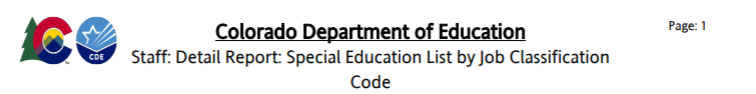 Colorado Department of Education
Page: 1
CDE
Staff: Detail Report: Special Education List by Job Classification
Code